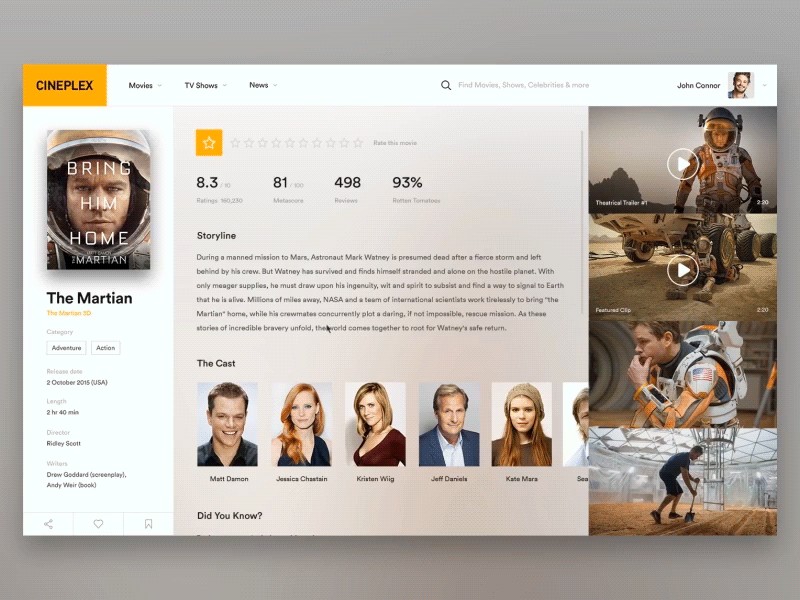 CINEPLEX
Movies
TV Shows
News
Find Movies, Shows, Celebrities & more
John Connor
BRING
HIM
HOME
THE MARTIAN
The Martian
The Martian 3D
Category
Adventure
Action
Release date
2 October 2015 (USA)
Length
2 hr 40 min
Director
Ridley Scott
Writers
Drew Goddard (screenplay),
Andy Weir (book)
Rate this movie
8.3 / 10
Ratings 160,230
81 / 100
Metascore
498
Reviews
93%
Rotten Tomatoes
Storyline
During a manned mission to Mars, Astronaut Mark Watney is presumed dead after a fierce storm and left
behind by his crew. But Watney has survived and finds himself stranded and alone on the hostile planet. With
only meager supplies, he must draw upon his ingenuity, wit and spirit to subsist and find a way to signal to Earth
that he is alive. Millions of miles away, NASA and a team of international scientists work tirelessly to bring "the
Martian" home, while his crewmates concurrently plot a daring, if not impossible, rescue mission. As these
stories of incredible bravery unfold, the world comes together to root for Watney's safe return.
The Cast
Matt Damon
Jessica Chastain
Kristen Wiig
Jeff Daniels
Kate Mara
Sea
Did You Know?
Theatrical Trailer #1
2:20
Featured Clip
2:20